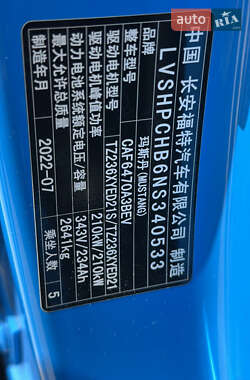 中国 长安福特汽车有限公司 制造
LVSHPCHB6NS340533
品牌 玛斯丹 (MUSTANG)
整车型号 CAF6470A3BEV
驱动电机型号 TZ236XYED21S/TZ236XYED21
驱动电机峰值功率 210kW/210kW
动力电池系统额定电压/容量 343V/234Ah
最大允许总质量 2641kg
制造年月 2022-07 乘坐人数 5
RIA.com